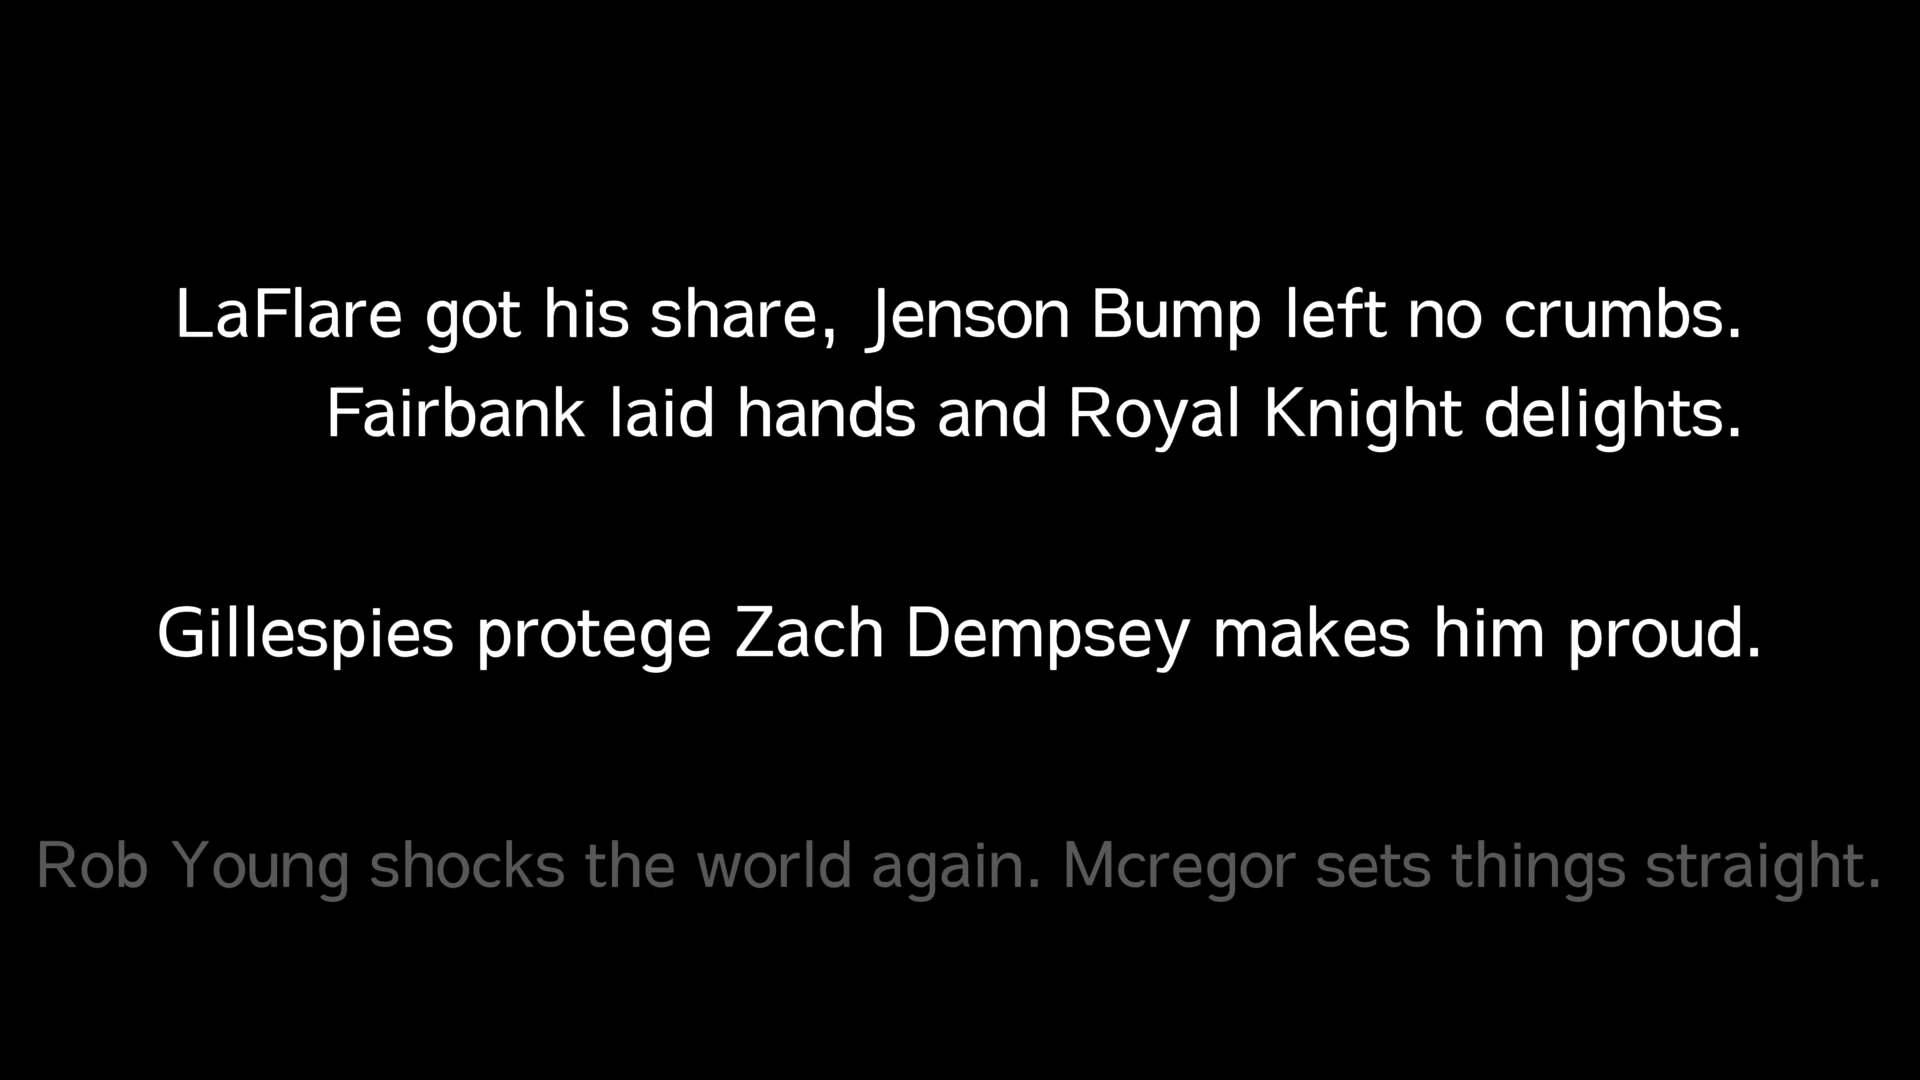 LaFlare got his share, Jenson Bump left no crumbs.
Fairbank laid hands and Royal Knight delights.
Gillespies protege Zach Dempsey makes him proud.
Rob Young shocks the world again. Mcregor sets things straight.